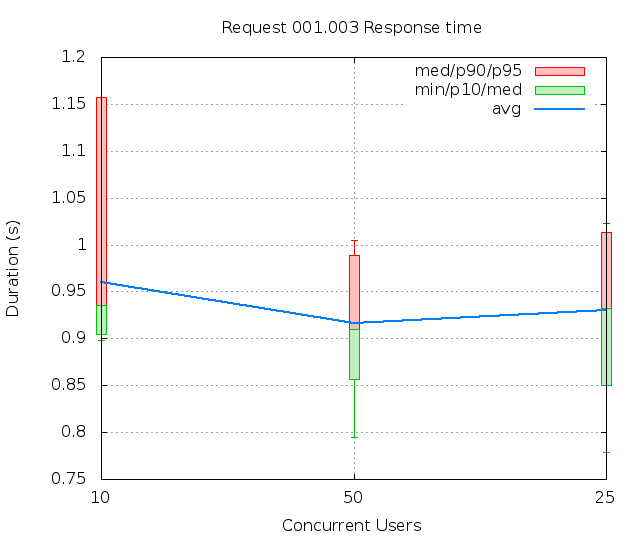 Request 001.003 Response time
med/p90/p95
min/p10/med
avg
1.2
1.15
1.1
1.05
1
0.95
0.9
0.85
0.8
0.75
Duration (s)
10 50 25
Concurrent Users